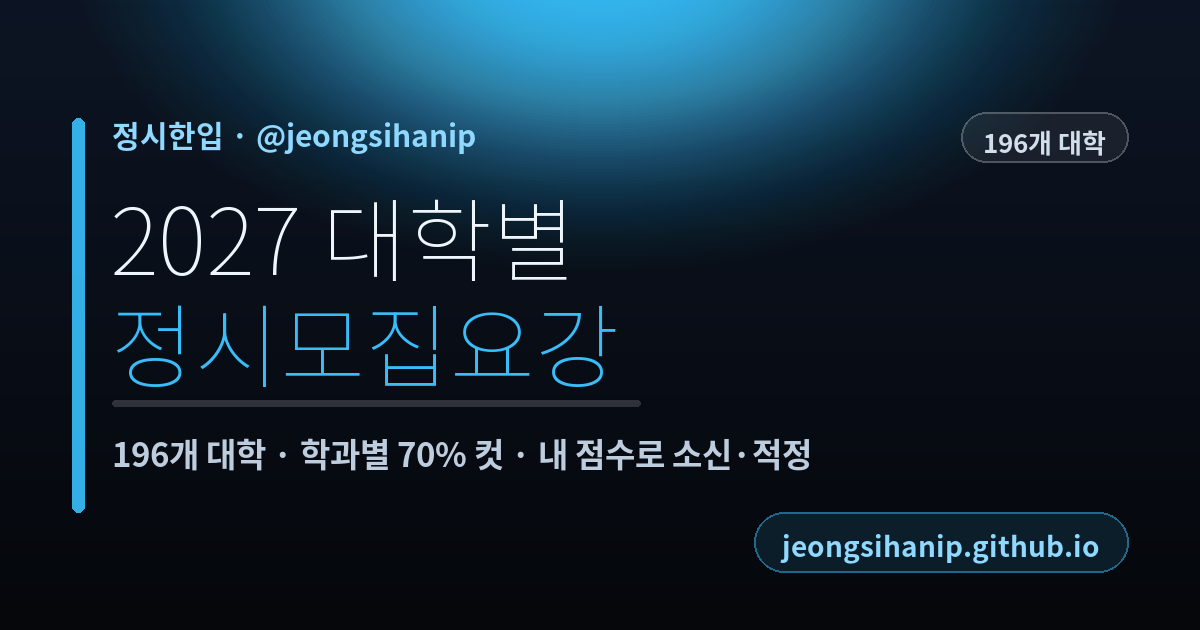 정시한입 · @jeongsihanip
196개 대학
2027 대학별
정시모집요강
196개 대학 · 학과별 70% 컷 · 내 점수로 소신·적정
jeongsihanip.github.io